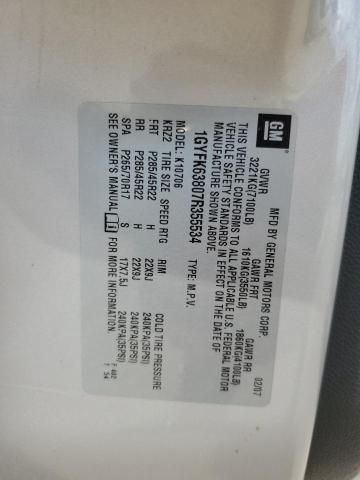 GM
MFD BY GENERAL MOTORS CORP.
02/07
GVWR GAWR FRT GAWR RR
3221KG(7100LB) 1610KG(3550LB) 1860KG(4100LB)
THIS VEHICLE CONFORMS TO ALL APPLICABLE U.S. FEDERAL MOTOR
VEHICLE SAFETY STANDARDS IN EFFECT ON THE DATE OF
MANUFACTURE SHOWN ABOVE.
1GYFK63807R355534 TYPE: M.P.V.
MODEL: K10706
KRZ2 TIRE SIZE SPEED RTG RIM COLD TIRE PRESSURE
FRT P285/45R22 H 22X9J 240KPA(35PSI)
RR P285/45R22 H 22X9J 240KPA(35PSI)
SPA P265/70R17 S 17X7.5J 240KPA(35PSI)
SEE OWNER'S MANUAL FOR MORE INFORMATION.